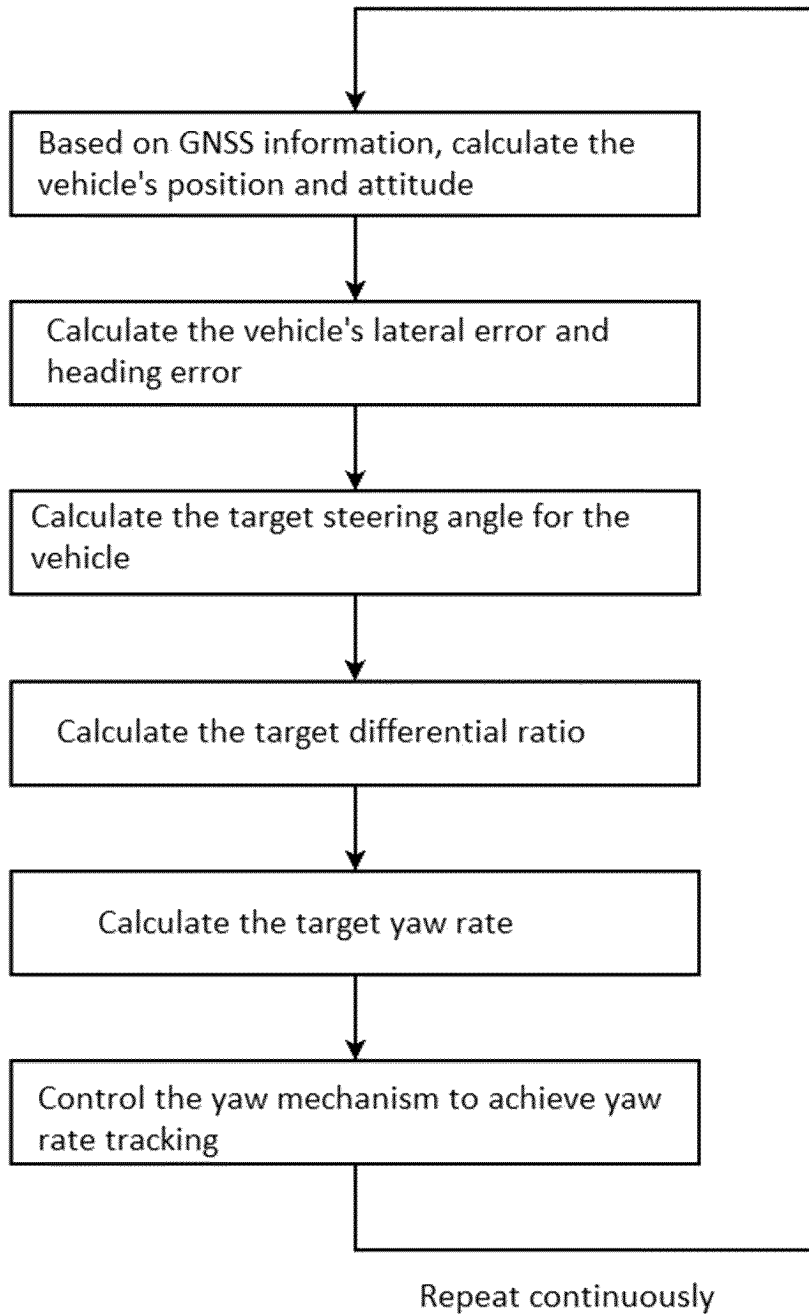 Based on GNSS information, calculate the
vehicle's position and attitude
Calculate the vehicle's lateral error and
heading error
Calculate the target steering angle for the
vehicle
Calculate the target differential ratio
Calculate the target yaw rate
Control the yaw mechanism to achieve yaw
rate tracking
Repeat continuously